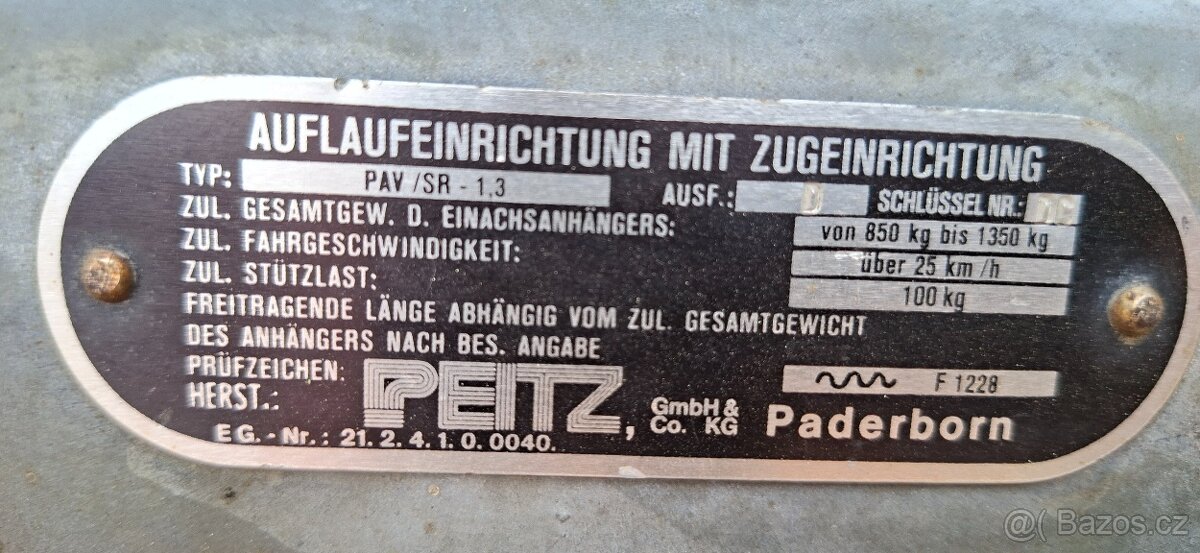 AUFLAUFEINRICHTUNG MIT ZUGEINRICHTUNG
TYP: PAV /SR - 1.3 AUSF.: D SCHLÜSSEL NR.:
ZUL. GESAMTGEW. D. EINACHSANHÄNGERS: von 850 kg bis 1350 kg
ZUL. FAHRGESCHWINDIGKEIT: über 25 km/h
ZUL. STÜTZLAST: 100 kg
FREITRAGENDE LÄNGE ABHÄNGIG VOM ZUL. GESAMTGEWICHT
DES ANHÄNGERS NACH BES. ANGABE
PRÜFZEICHEN: F 1228
HERST.: PEITZ, GmbH & Co. KG Paderborn
EG.-Nr.: 21.2.4.1.0.0040.
@( Bazos.cz